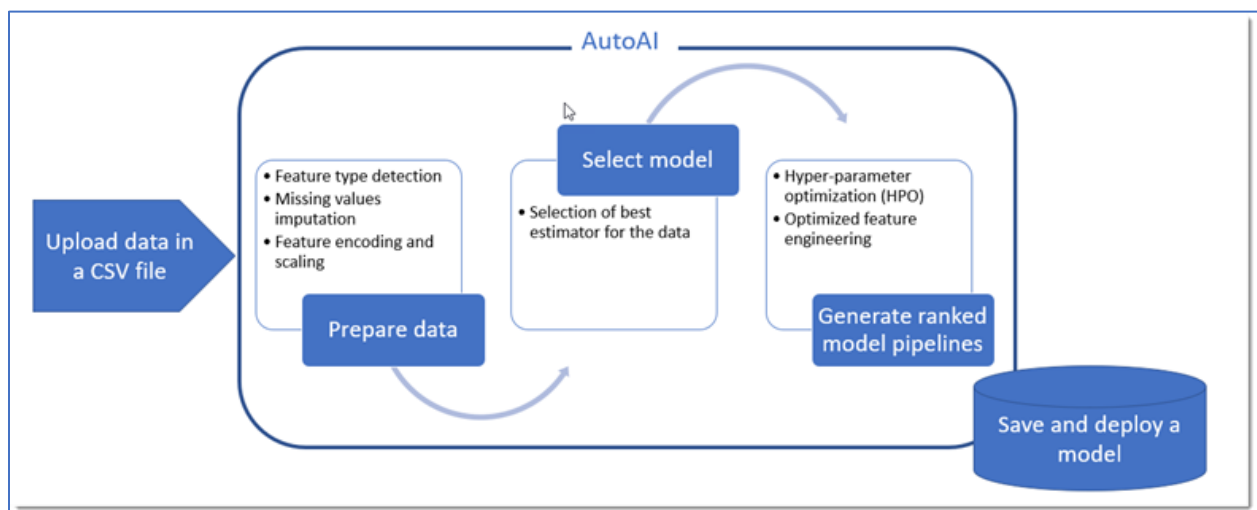 AutoAI
Upload data in
a CSV file
• Feature type detection
• Missing values
imputation
• Feature encoding and
scaling
Prepare data
Select model
• Selection of best
estimator for the data
• Hyper-parameter
optimization (HPO)
• Optimized feature
engineering
Generate ranked
model pipelines
Save and deploy a
model